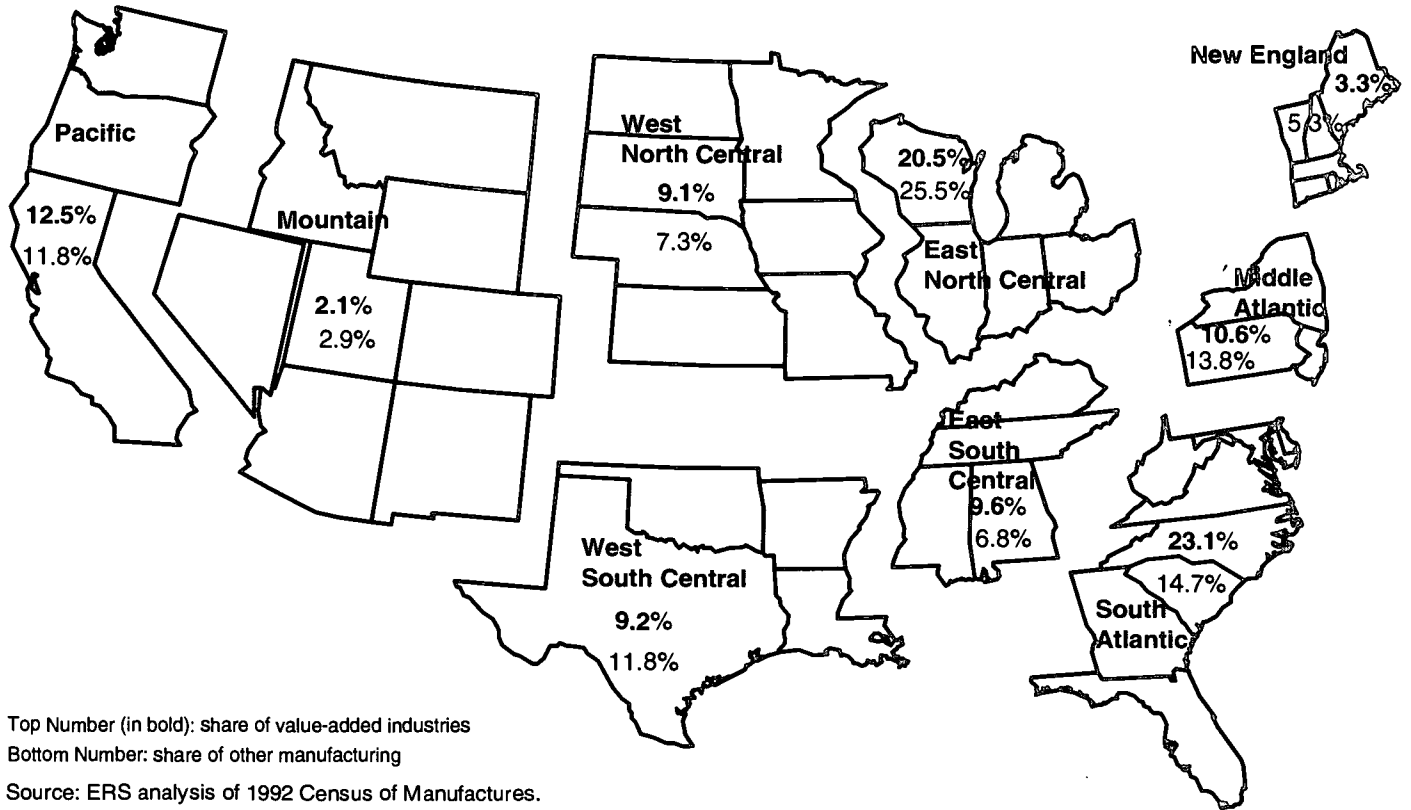 New England
3.3%
5.3%
Pacific
12.5%
11.8%
Mountain
2.1%
2.9%
West
North Central
9.1%
7.3%
20.5%
25.5%
East
North Central
Middle
Atlantic
10.6%
13.8%
East
South
Central
9.6%
6.8%
West
South Central
9.2%
11.8%
23.1%
14.7%
South
Atlantic
Top Number (in bold): share of value-added industries
Bottom Number: share of other manufacturing
Source: ERS analysis of 1992 Census of Manufactures.